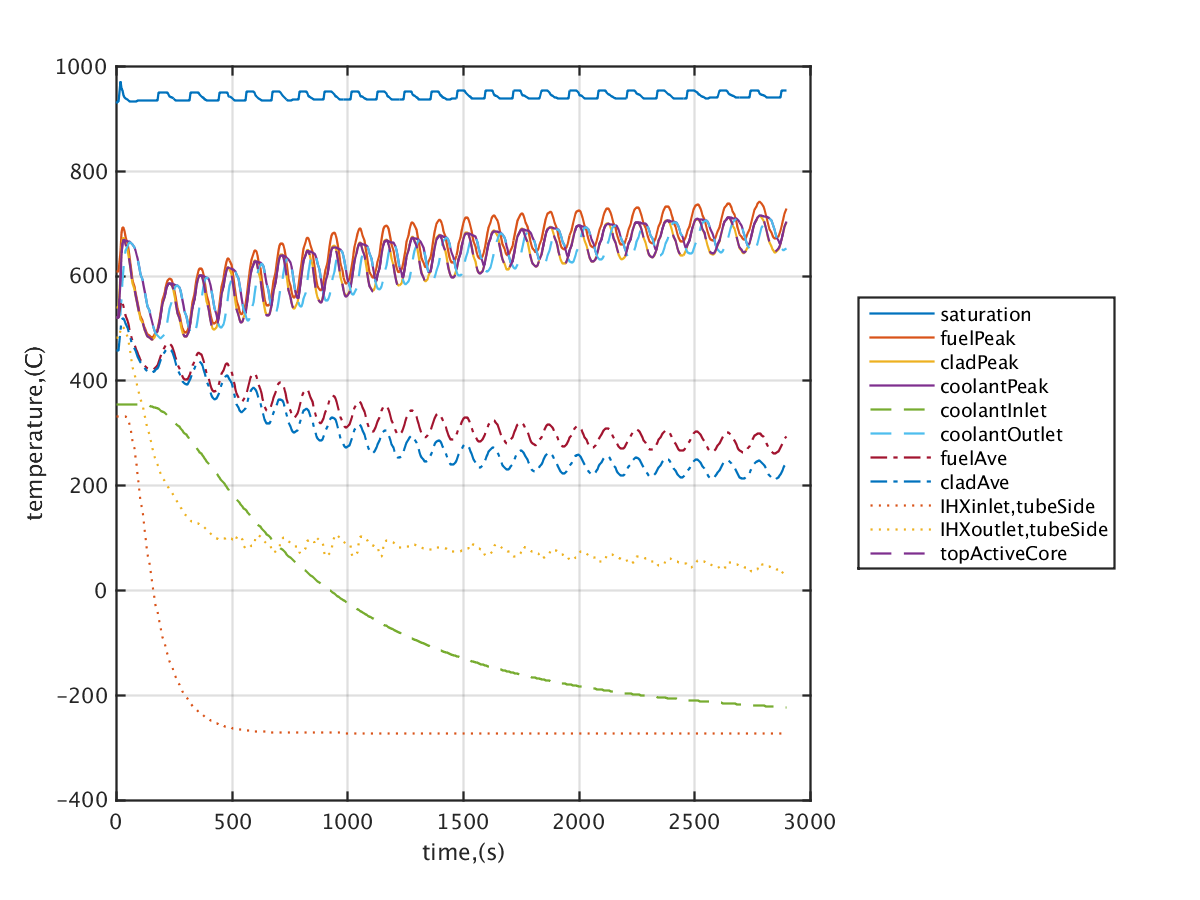 1000
800
600
400
200
0
−200
−400
0 500 1000 1500 2000 2500 3000
temperature,(C)
time,(s)
saturation
fuelPeak
cladPeak
coolantPeak
coolantInlet
coolantOutlet
fuelAve
cladAve
IHXinlet,tubeSide
IHXoutlet,tubeSide
topActiveCore